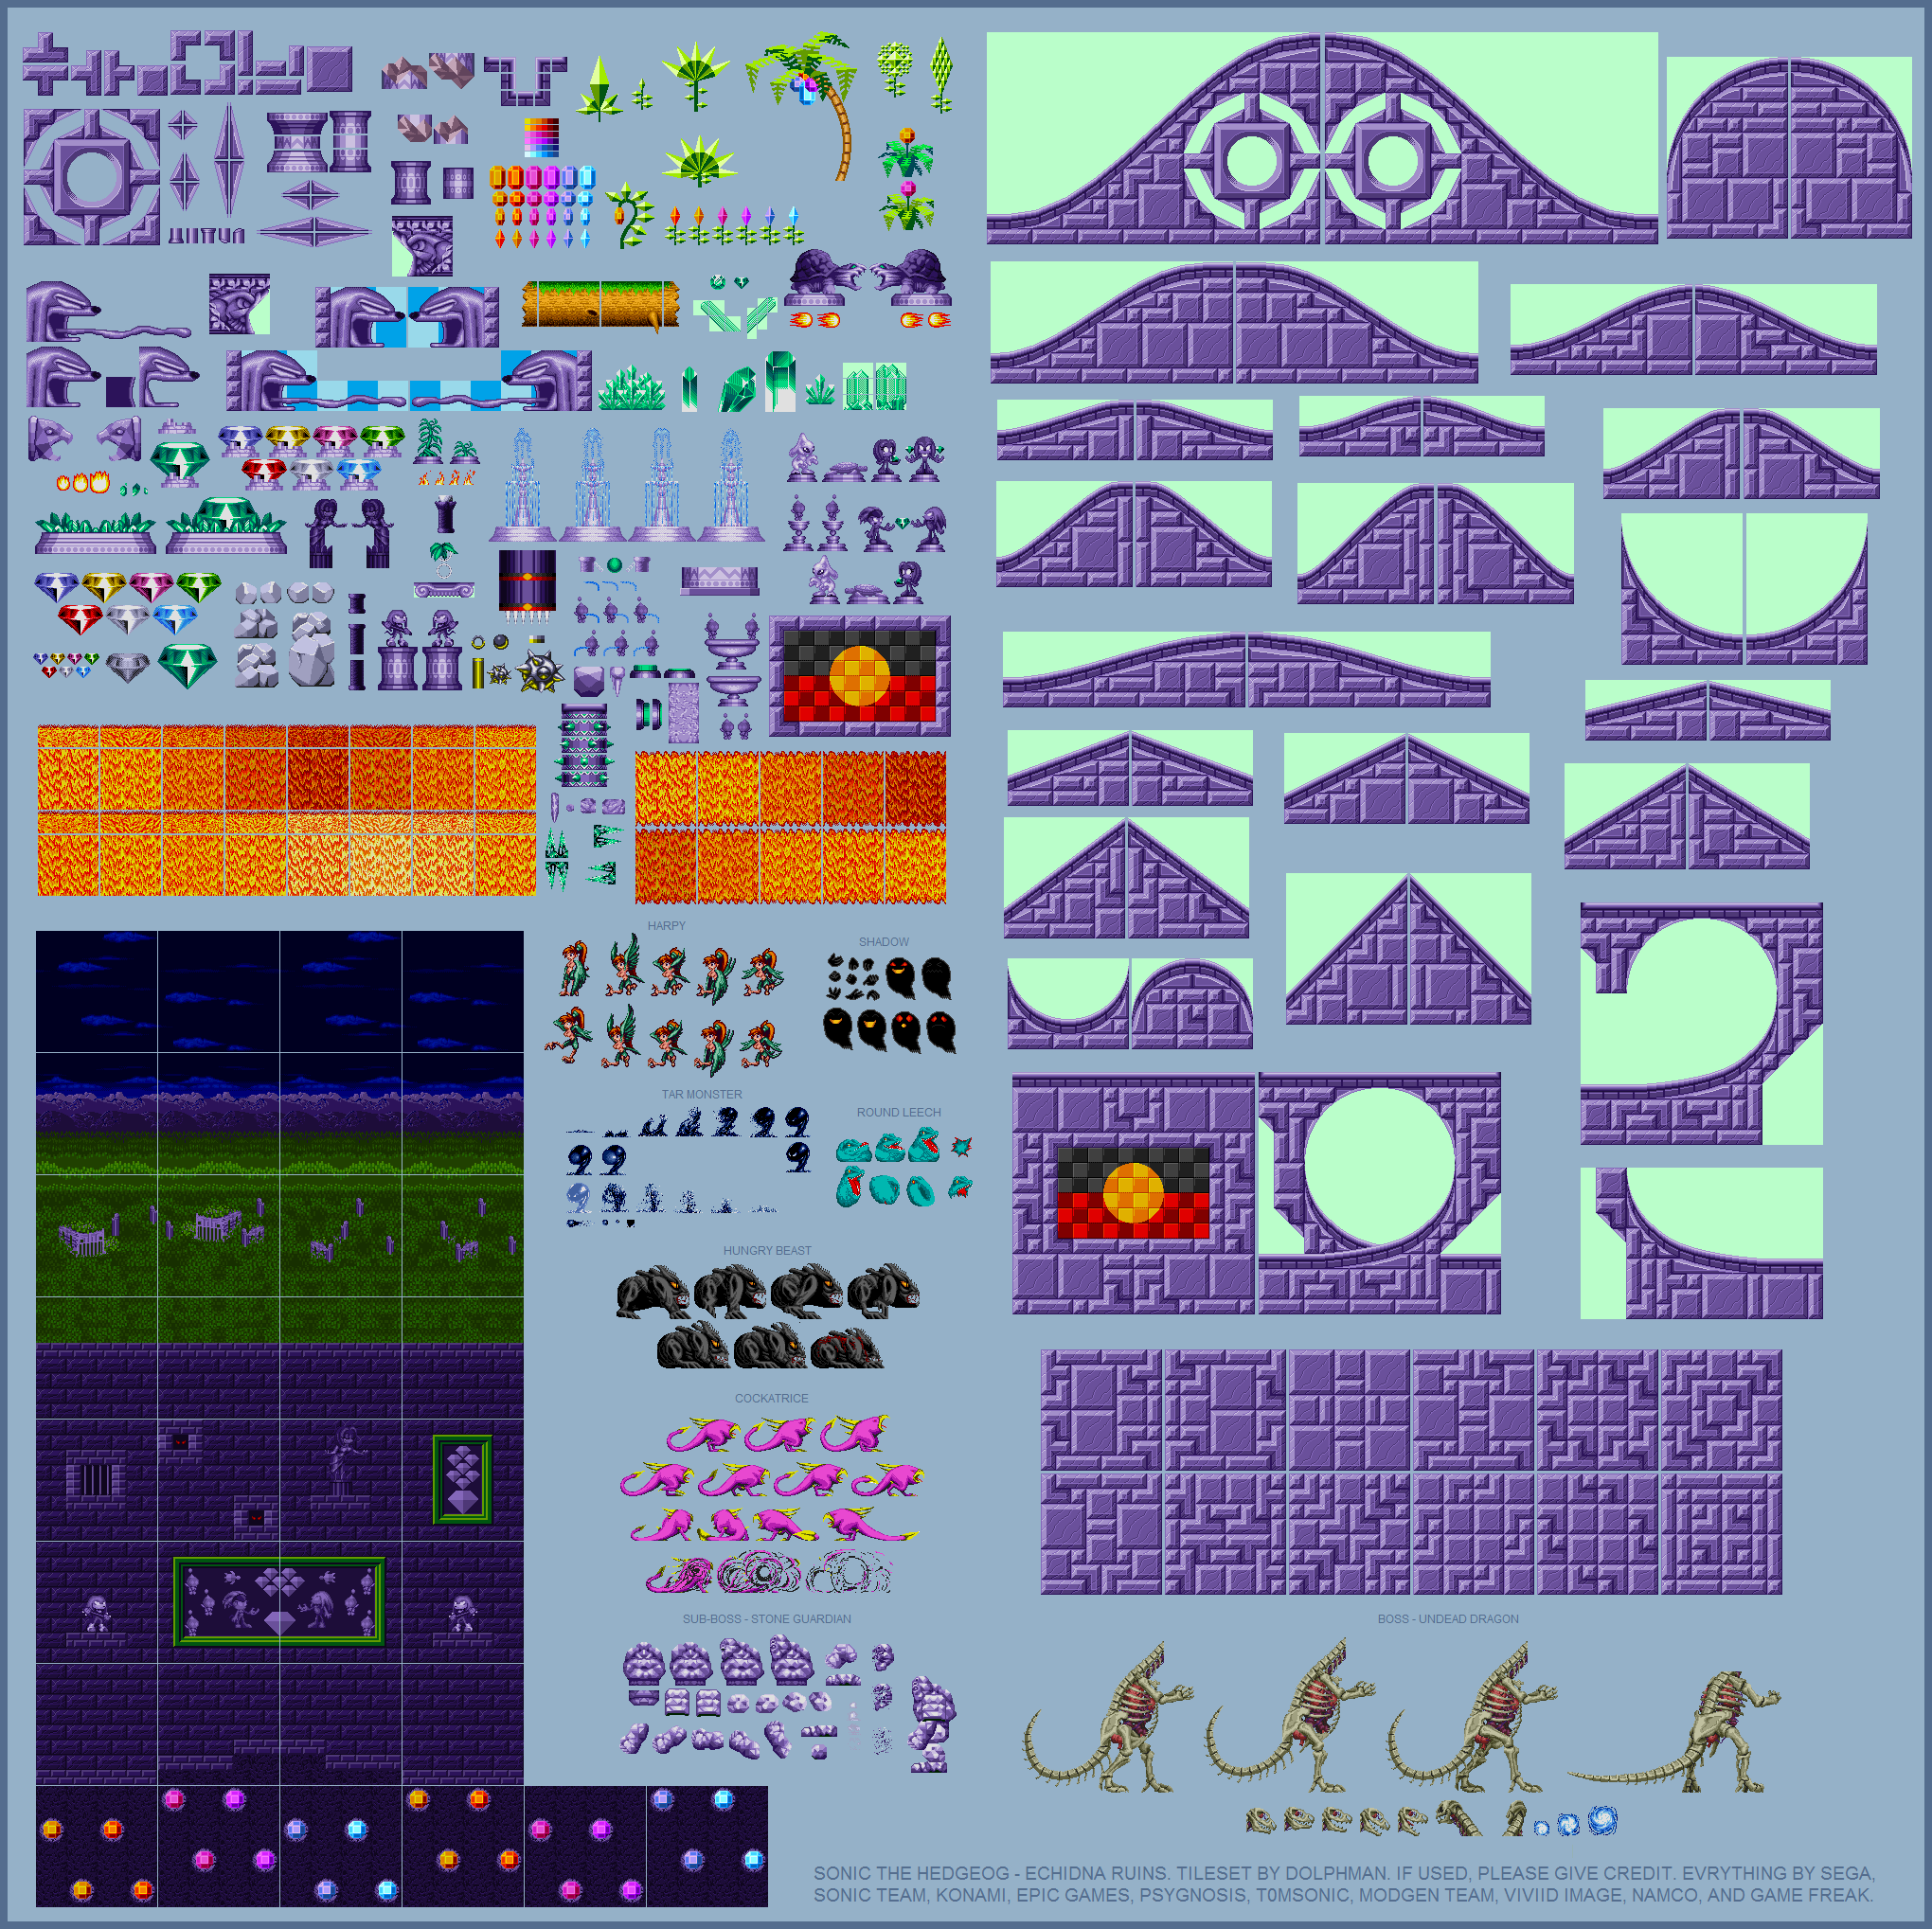 HARPY
SHADOW
TAR MONSTER
ROUND LEECH
HUNGRY BEAST
COCKATRICE
SUB-BOSS - STONE GUARDIAN
BOSS - UNDEAD DRAGON
SONIC THE HEDGEOG - ECHIDNA RUINS. TILESET BY DOLPHMAN. IF USED, PLEASE GIVE CREDIT. EVRYTHING BY SEGA,
SONIC TEAM, KONAMI, EPIC GAMES, PSYGNOSIS, T0MSONIC, MODGEN TEAM, VIVIID IMAGE, NAMCO, AND GAME FREAK.